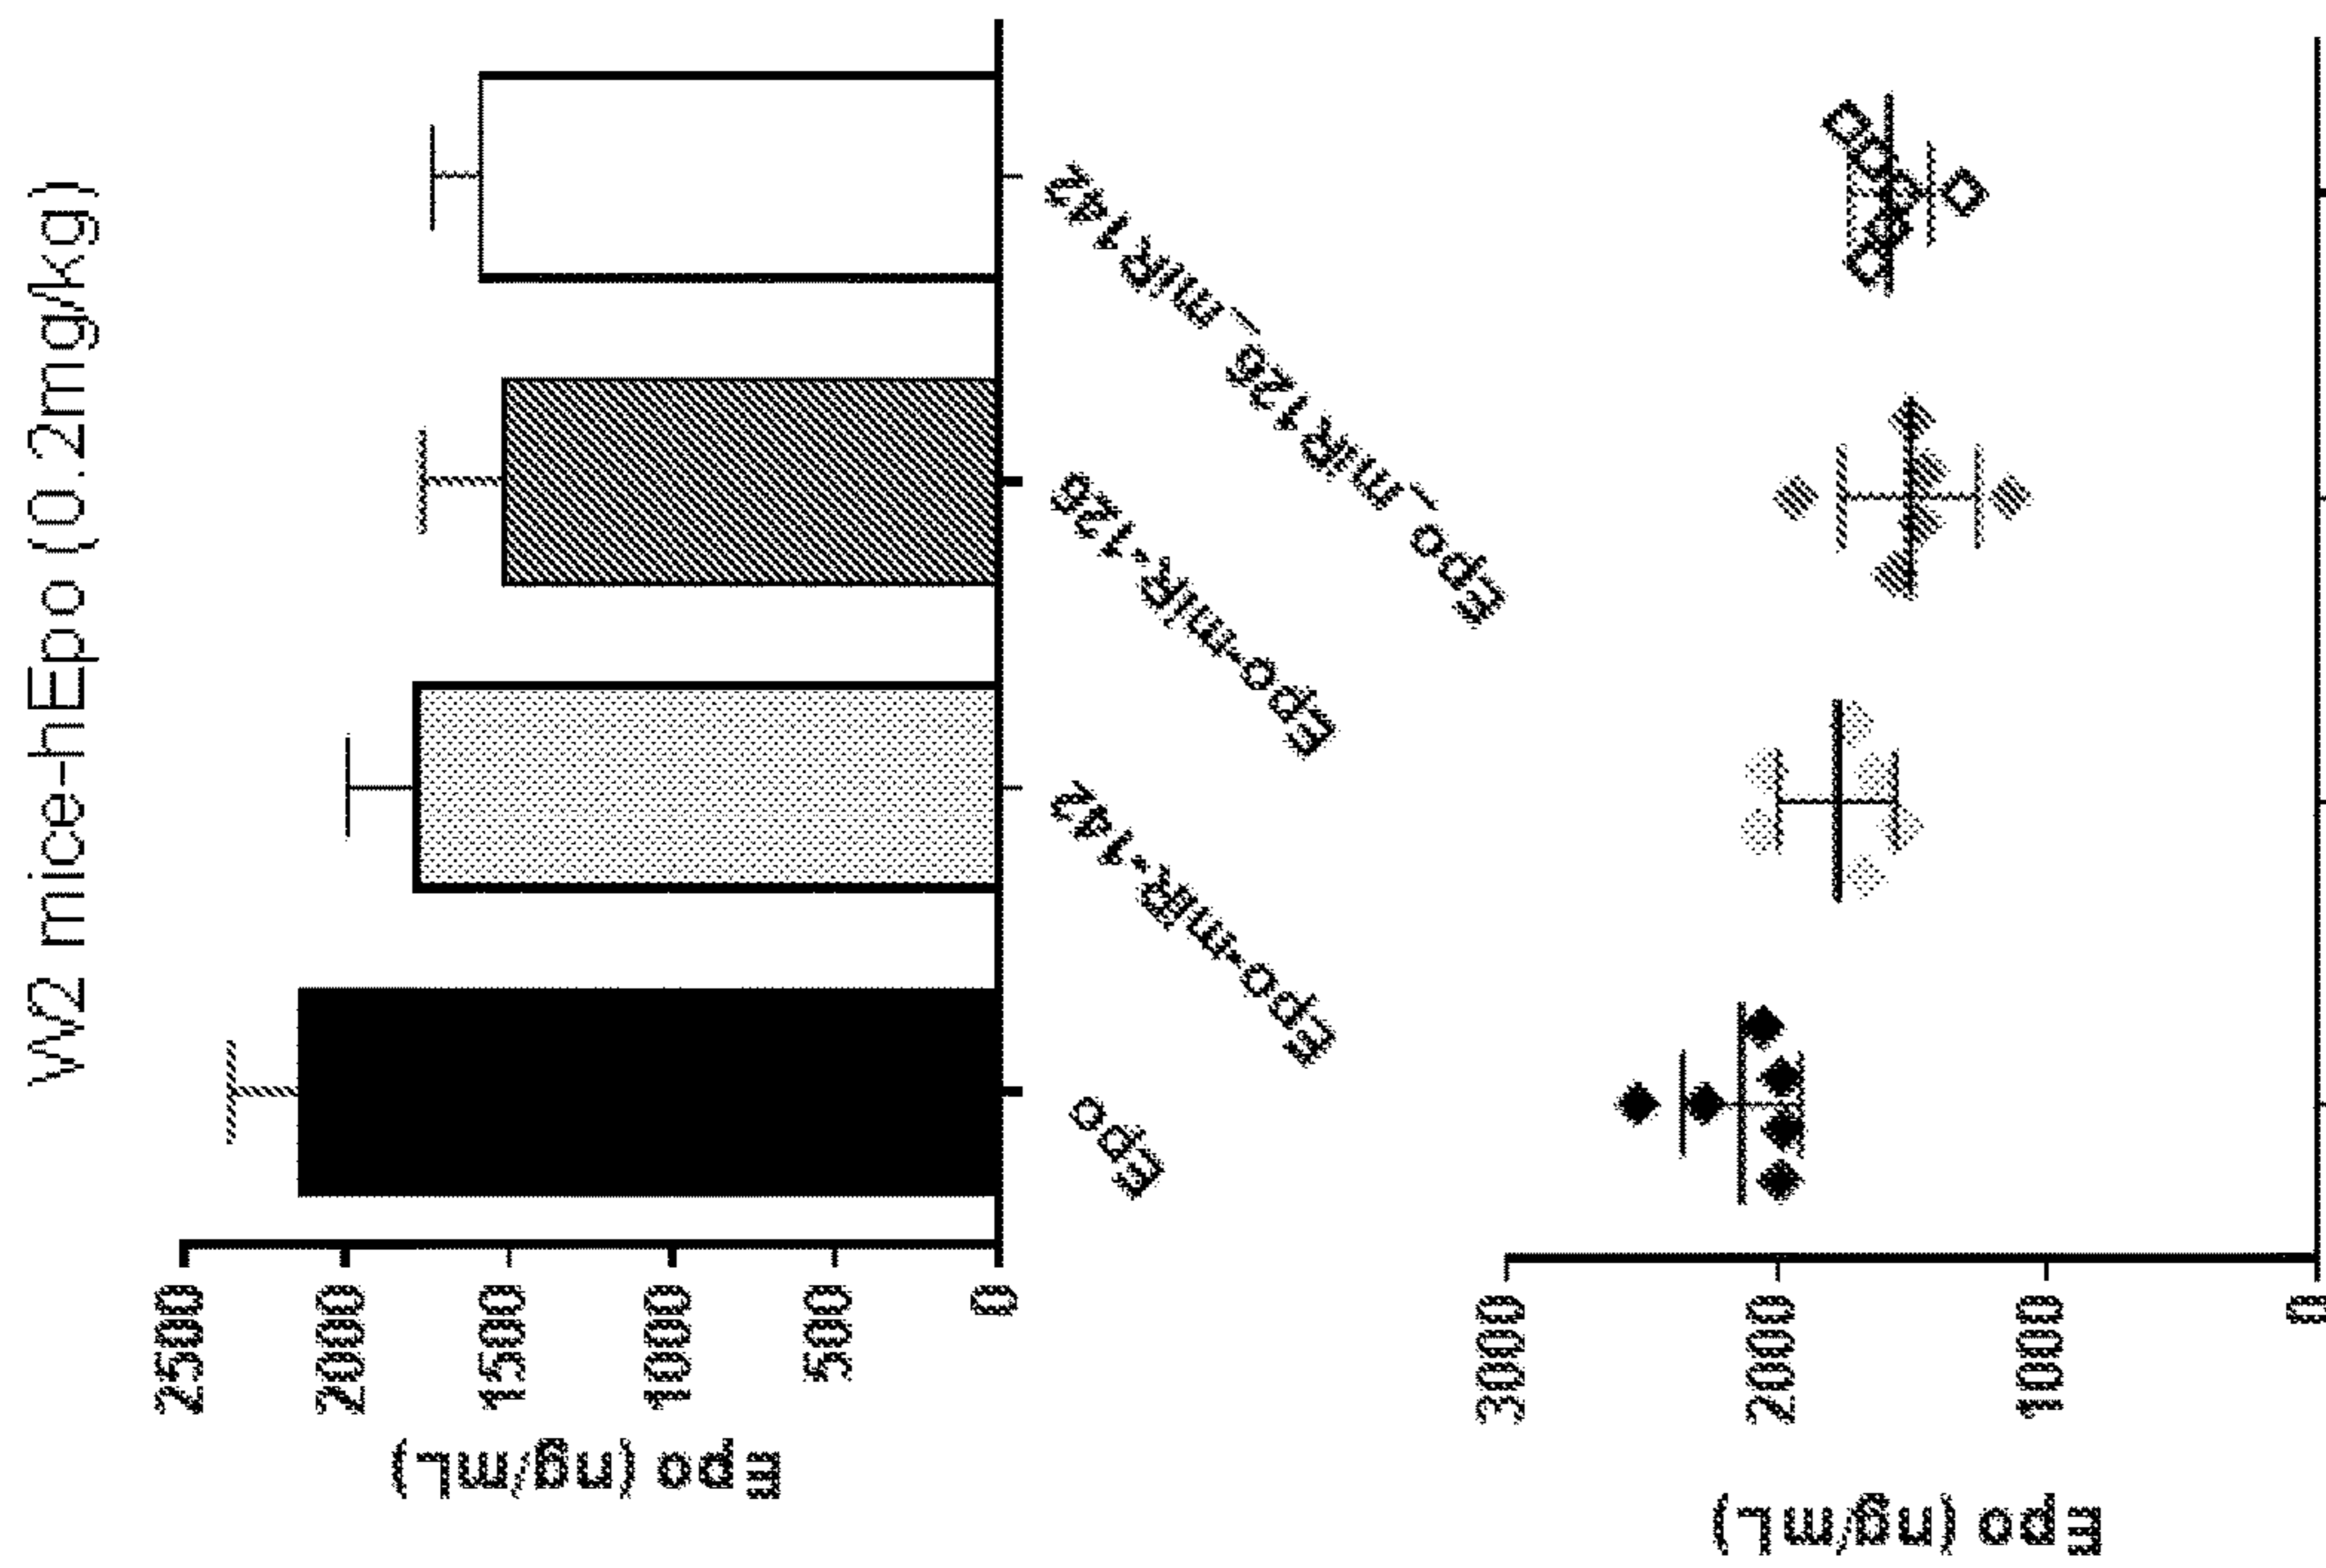 W2 mice-hEpo (0.2mg/kg)
Epo (ng/mL)
2500
2000
1500
1000
500
0
Epo
Epo-miR-142
Epo-miR-126
Epo_miR126_miR142
Epo (ng/mL)
3000
2000
1000
0